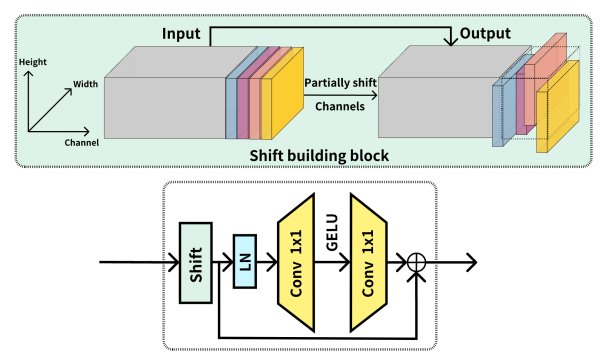 Input
Output
Height
Width
Channel
Partially shift
Channels
Shift building block
Shift
LN
Conv 1x1
GELU
Conv 1x1